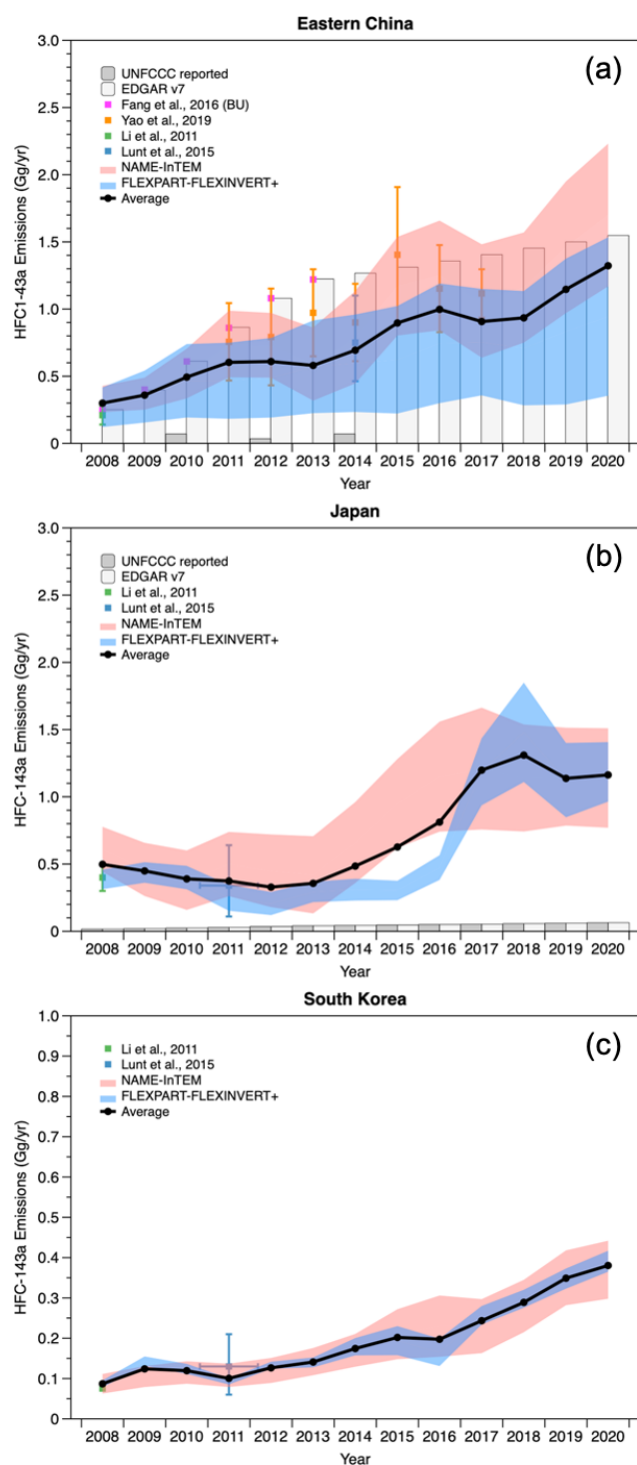 Eastern China
(a)
3.0
2.5
2.0
1.5
1.0
0.5
0
HFC1-43a Emissions (Gg/yr)
UNFCCC reported
EDGAR v7
Fang et al., 2016 (BU)
Yao et al., 2019
Li et al., 2011
Lunt et al., 2015
NAME-InTEM
FLEXPART-FLEXINVERT+
Average
2008 2009 2010 2011 2012 2013 2014 2015 2016 2017 2018 2019 2020
Year
Japan
(b)
3.0
2.5
2.0
1.5
1.0
0.5
0
HFC-143a Emissions (Gg/yr)
UNFCCC reported
EDGAR v7
Li et al., 2011
Lunt et al., 2015
NAME-InTEM
FLEXPART-FLEXINVERT+
Average
2008 2009 2010 2011 2012 2013 2014 2015 2016 2017 2018 2019 2020
Year
South Korea
(c)
1.0
0.9
0.8
0.7
0.6
0.5
0.4
0.3
0.2
0.1
0
HFC-143a Emissions (Gg/yr)
Li et al., 2011
Lunt et al., 2015
NAME-InTEM
FLEXPART-FLEXINVERT+
Average
2008 2009 2010 2011 2012 2013 2014 2015 2016 2017 2018 2019 2020
Year